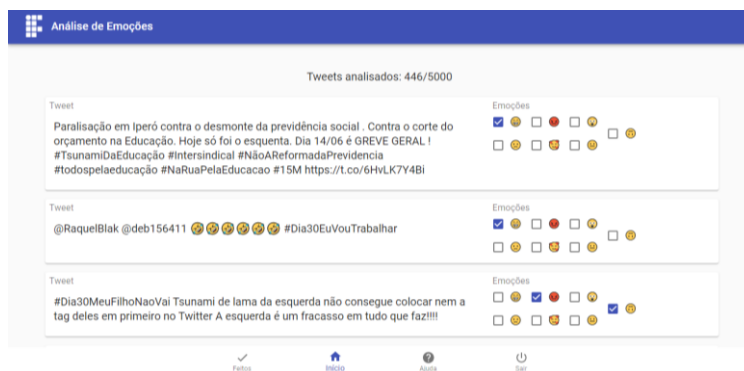 Análise de Emoções
Tweets analisados: 446/5000
Tweet
Emoções
Paralisação em Iperó contra o desmonte da previdência social . Contra o corte do
orçamento na Educação. Hoje só foi o esquenta. Dia 14/06 é GREVE GERAL !
#TsunamiDaEducação #Intersindical #NãoAReformadaPrevidencia
#todospelaeducação #NaRuaPelaEducacao #15M https://t.co/6HvLK7Y4Bi
Tweet
Emoções
@RaquelBlak @deb156411 🤣🤣🤣🤣🤣🤣 #Dia30EuVouTrabalhar
Tweet
Emoções
#Dia30MeuFilhoNaoVai Tsunami de lama da esquerda não consegue colocar nem a
tag deles em primeiro no Twitter A esquerda é um fracasso em tudo que faz!!!!
Feitos
Início
Ajuda
Sair